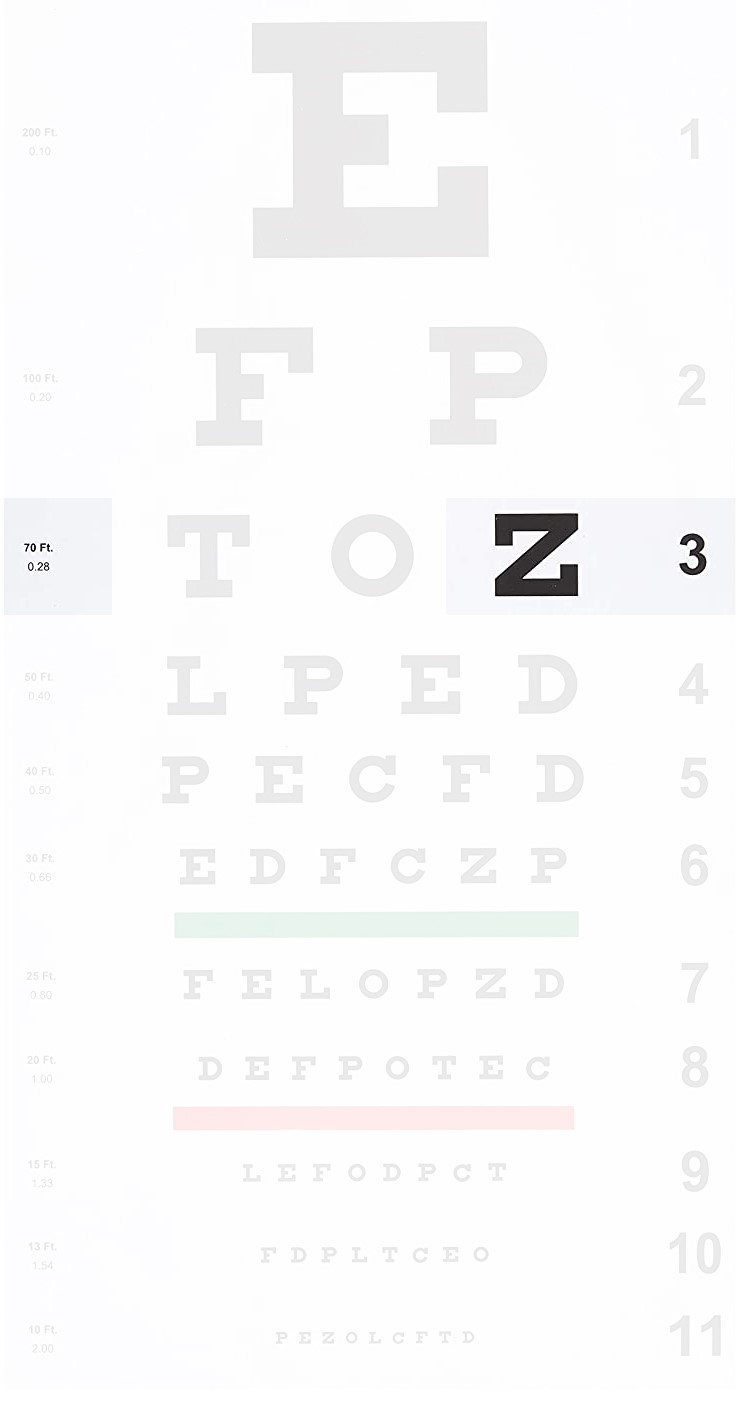 E
200 Ft.
0.10
1
F P
100 Ft.
0.20
2
T O Z
70 Ft.
0.28
3
L P E D
50 Ft.
0.40
4
P E C F D
40 Ft.
0.50
5
E D F C Z P
30 Ft.
0.66
6
F E L O P Z D
25 Ft.
0.80
7
D E F P O T E C
20 Ft.
1.00
8
L E F O D P C T
15 Ft.
1.33
9
F D P L T C E O
13 Ft.
1.54
10
P E Z O L C F T D
10 Ft.
2.00
11